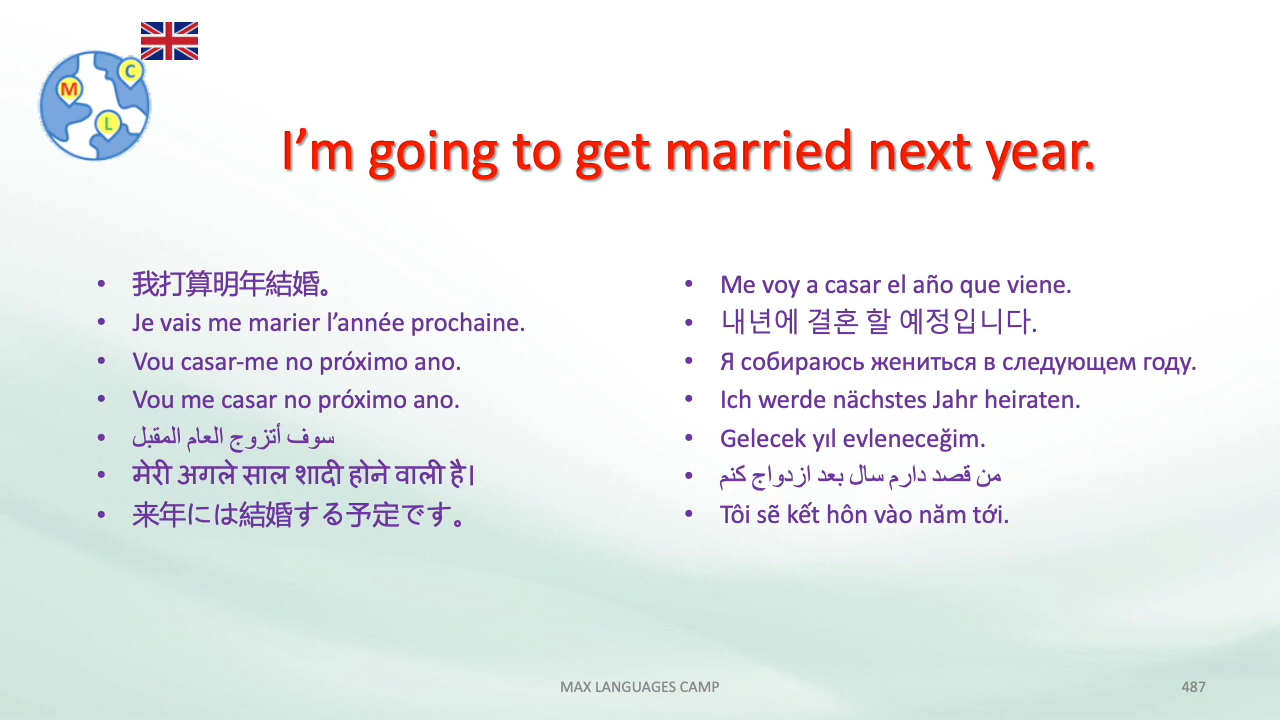 C
M
L
I’m going to get married next year.
• 我打算明年結婚。
• Je vais me marier l’année prochaine.
• Vou casar-me no próximo ano.
• Vou me casar no próximo ano.
• سوف أتزوج العام المقبل
• मेरी अगले साल शादी होने वाली है।
• 来年には結婚する予定です。
• Me voy a casar el año que viene.
• 내년에 결혼 할 예정입니다.
• Я собираюсь жениться в следующем году.
• Ich werde nächstes Jahr heiraten.
• Gelecek yıl evleneceğim.
• من قصد دارم سال بعد ازدواج کنم
• Tôi sẽ kết hôn vào năm tới.
MAX LANGUAGES CAMP
487